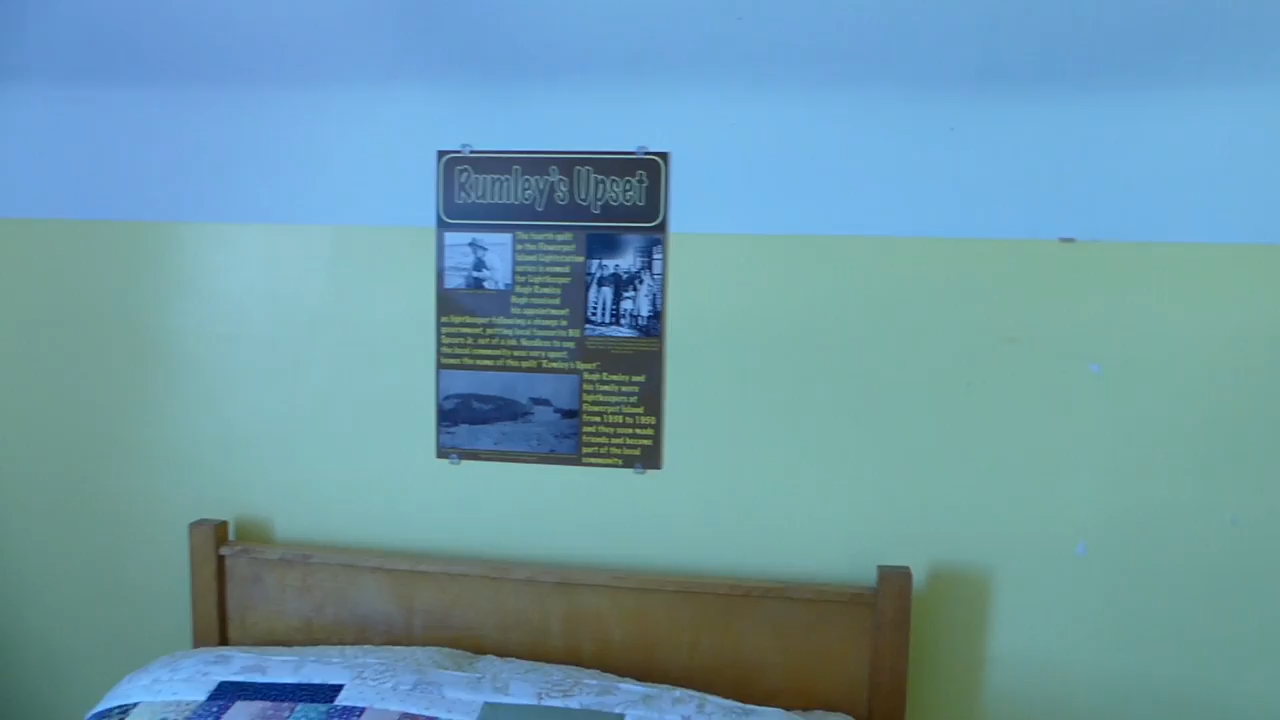 Rumley's Upset
The fourth quilt
in the Flowerpot
Island Lightstation
series is named
for Lightkeeper
Hugh Rumley.
Hugh received
his appointment
as lightkeeper following a change in
government, putting local favourite Bill
Spears Jr. out of a job. Needless to say
the local community was very upset,
hence the name of this quilt "Rumley's Upset".
Hugh Rumley and
his family were
lightkeepers at
Flowerpot Island
from to 1950
and they soon made
friends and became
part of the local
community.